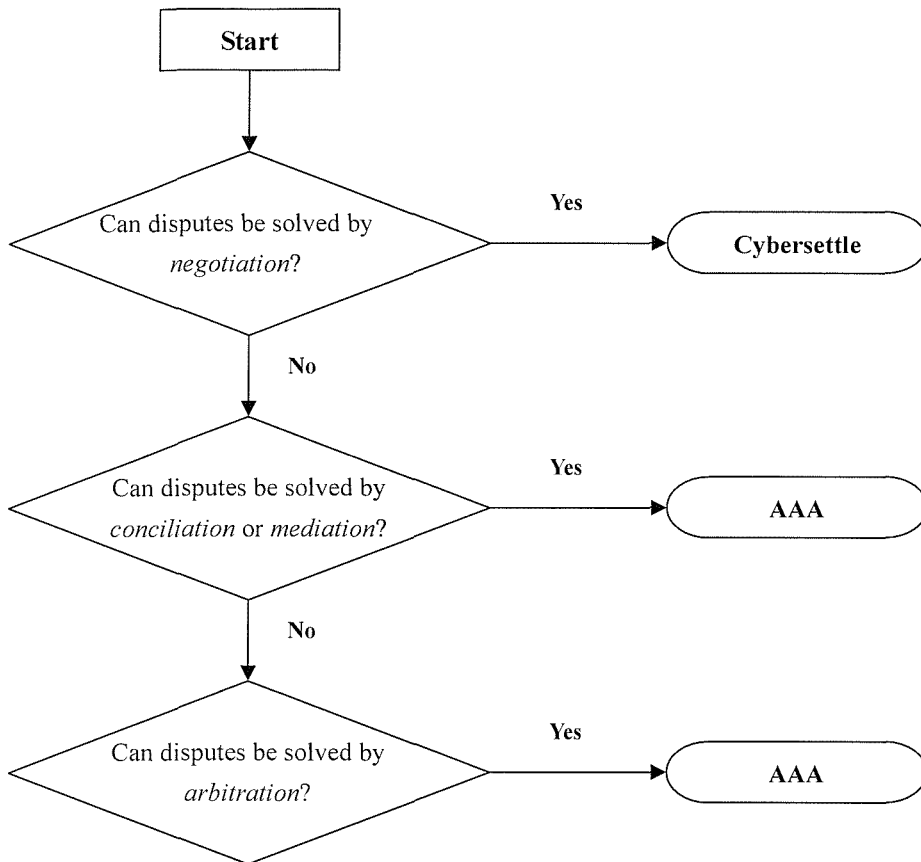 Start
Can disputes be solved by
negotiation?
Yes
Cybersettle
No
Can disputes be solved by
conciliation or mediation?
Yes
AAA
No
Can disputes be solved by
arbitration?
Yes
AAA